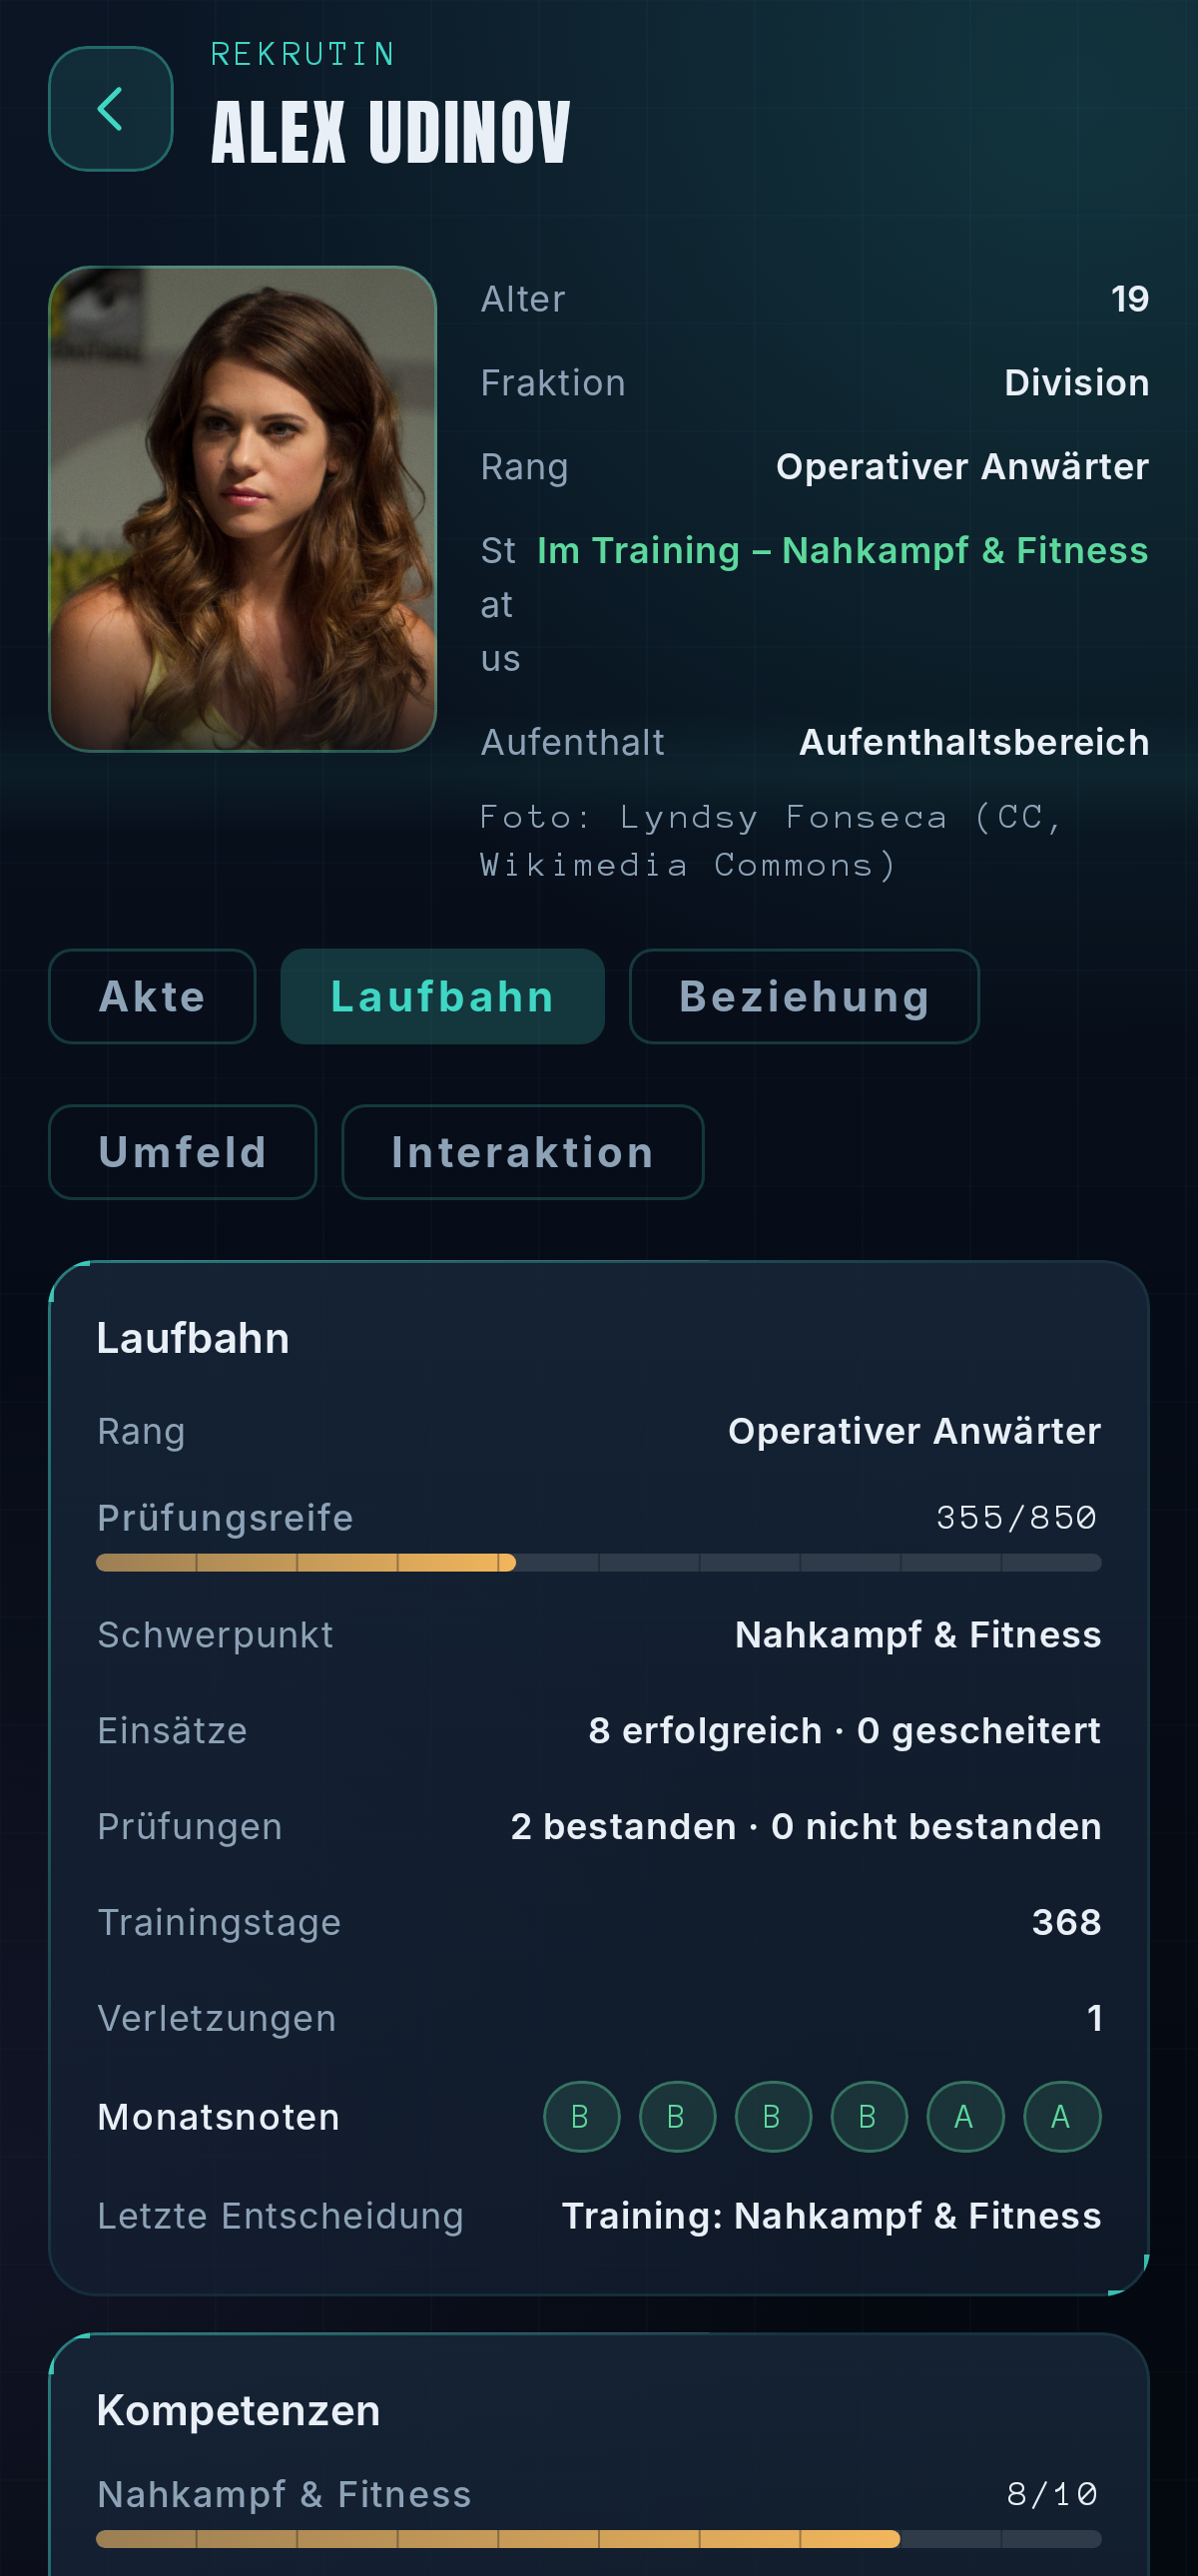 REKRUTIN
ALEX UDINOV
Alter 19
Fraktion Division
Rang Operativer Anwärter
Status Im Training – Nahkampf & Fitness
Aufenthalt Aufenthaltsbereich
Foto: Lyndsy Fonseca (CC,
Wikimedia Commons)
Akte Laufbahn Beziehung
Umfeld Interaktion
Laufbahn
Rang Operativer Anwärter
Prüfungsreife 355/850
Schwerpunkt Nahkampf & Fitness
Einsätze 8 erfolgreich · 0 gescheitert
Prüfungen 2 bestanden · 0 nicht bestanden
Trainingstage 368
Verletzungen 1
Monatsnoten B B B B A A
Letzte Entscheidung Training: Nahkampf & Fitness
Kompetenzen
Nahkampf & Fitness 8/10